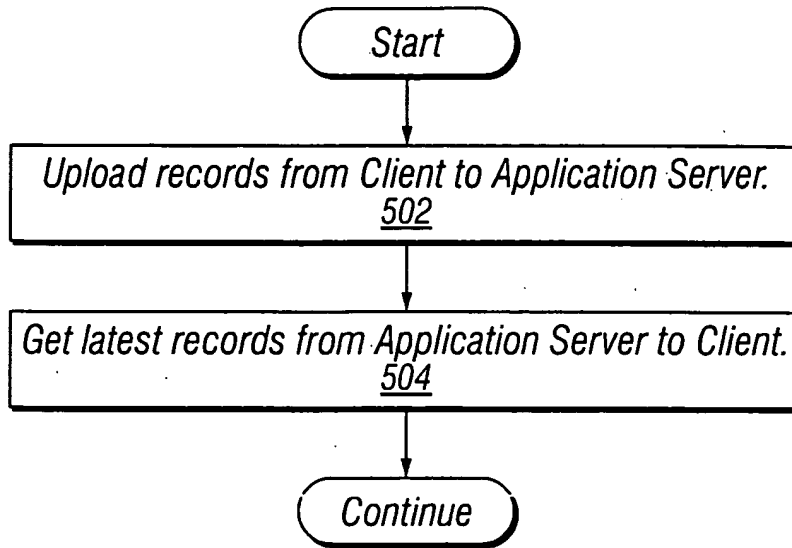 Start
Upload records from Client to Application Server.
502
Get latest records from Application Server to Client.
504
Continue